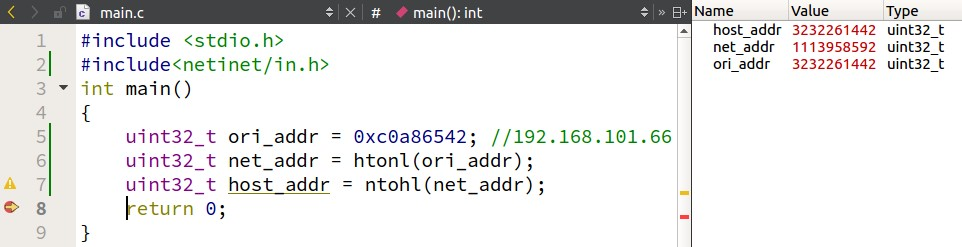 main.c # main(): int »
1 #include <stdio.h>
2 #include<netinet/in.h>
3 int main()
4 {
5 uint32_t ori_addr = 0xc0a86542; //192.168.101.66
6 uint32_t net_addr = htonl(ori_addr);
7 uint32_t host_addr = ntohl(net_addr);
8 return 0;
9 }
Name Value Type
host_addr 3232261442 uint32_t
net_addr 1113958592 uint32_t
ori_addr 3232261442 uint32_t